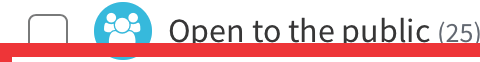 Open to the public (25)